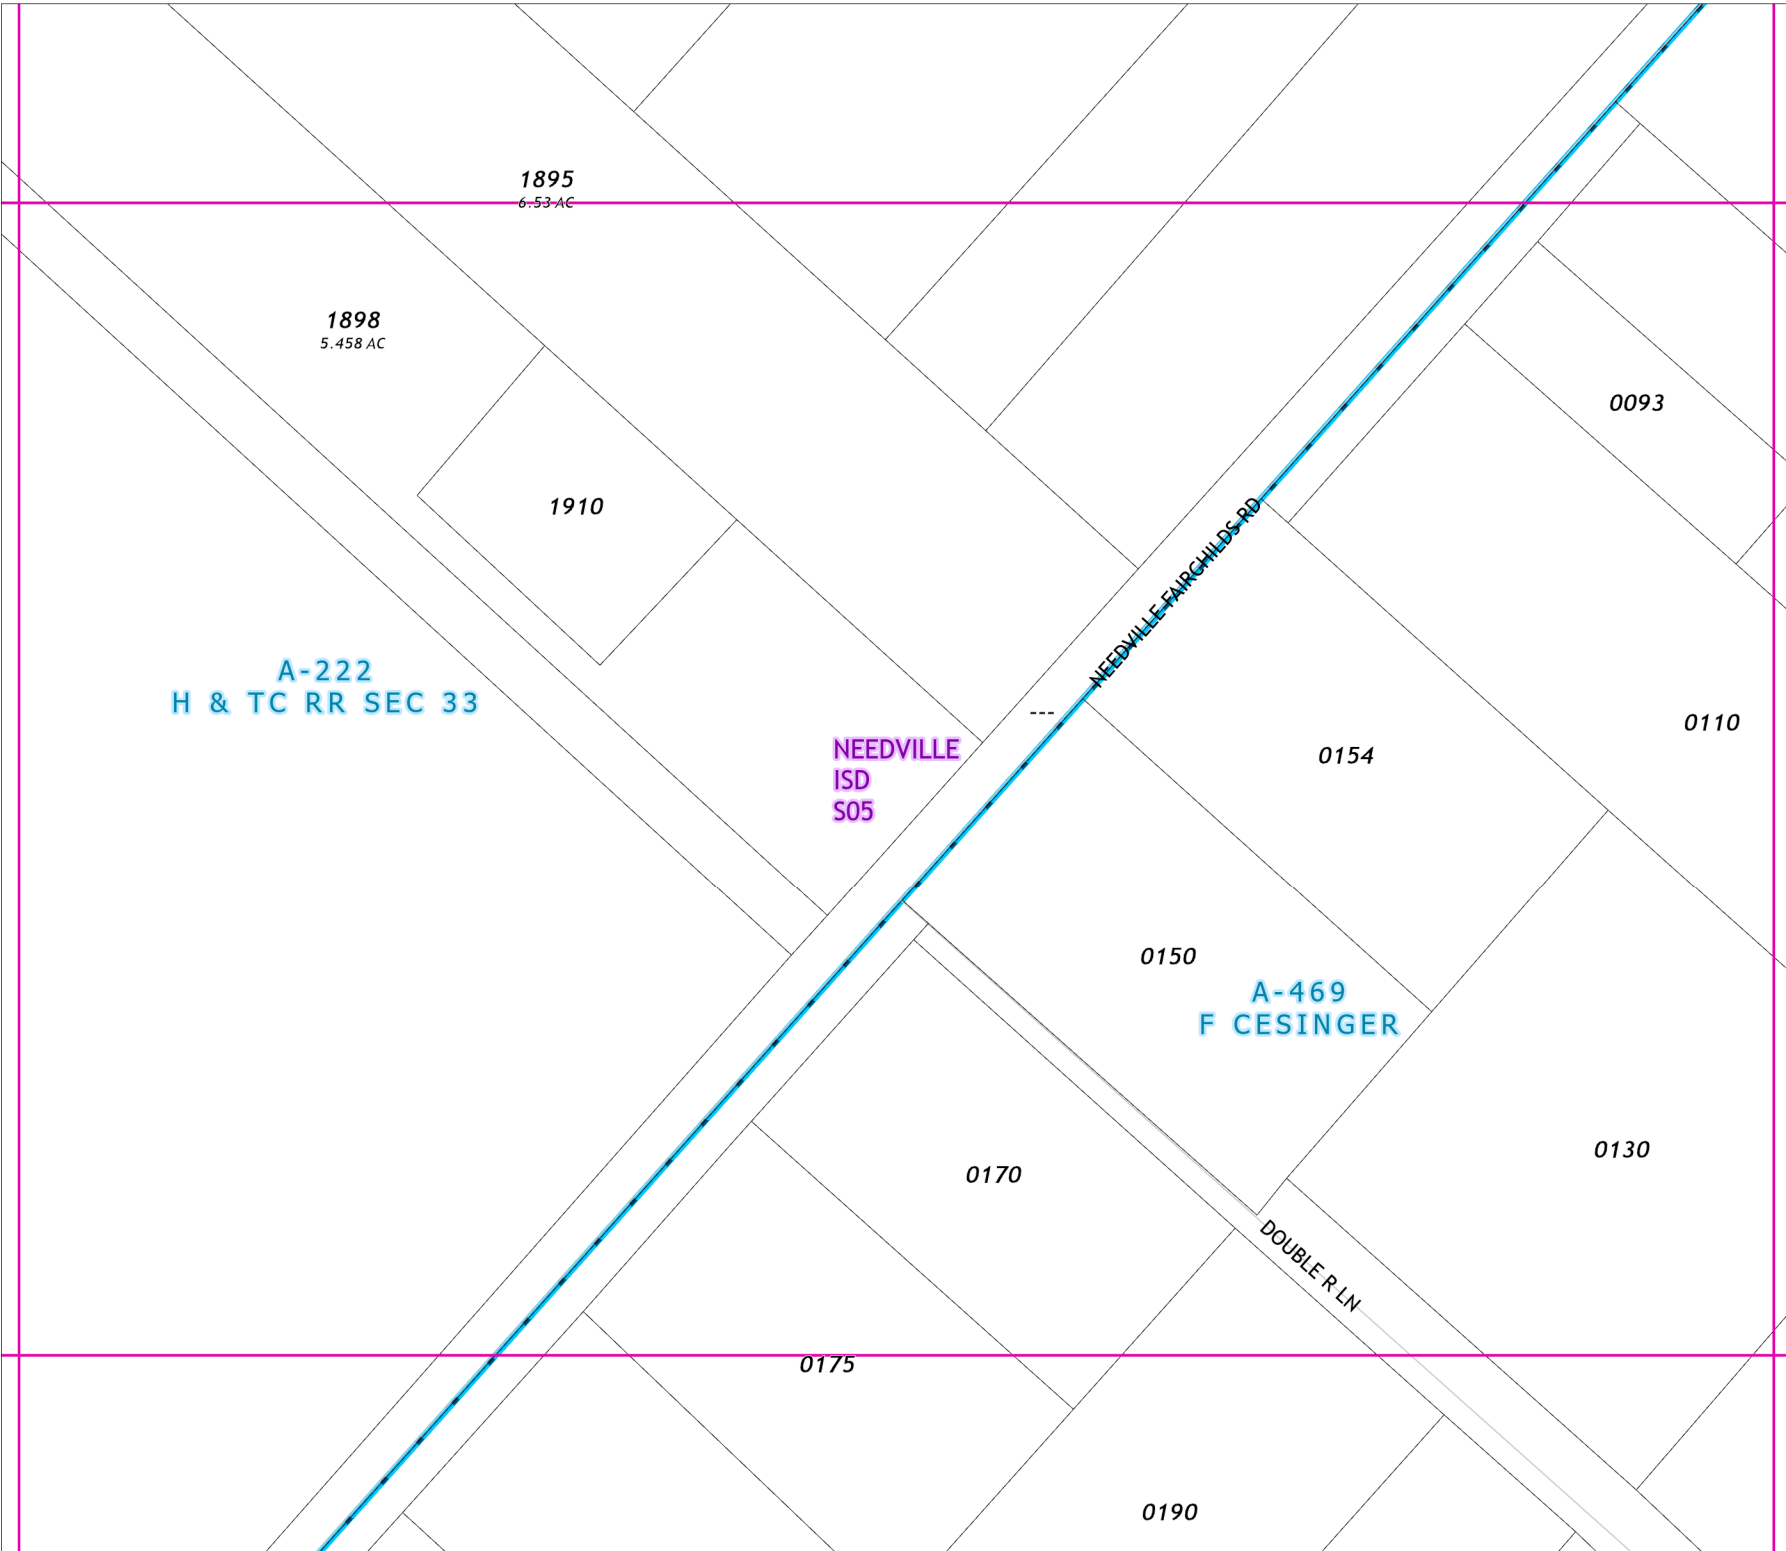 1895
6.53 AC
1898
5.458 AC
0093
1910
NEEDVILLE-FAIRCHILDS RD
A-222
H & TC RR SEC 33
---
0110
NEEDVILLE
ISD
S05
0154
0150
A-469
F CESINGER
0130
0170
DOUBLE R LN
0175
0190